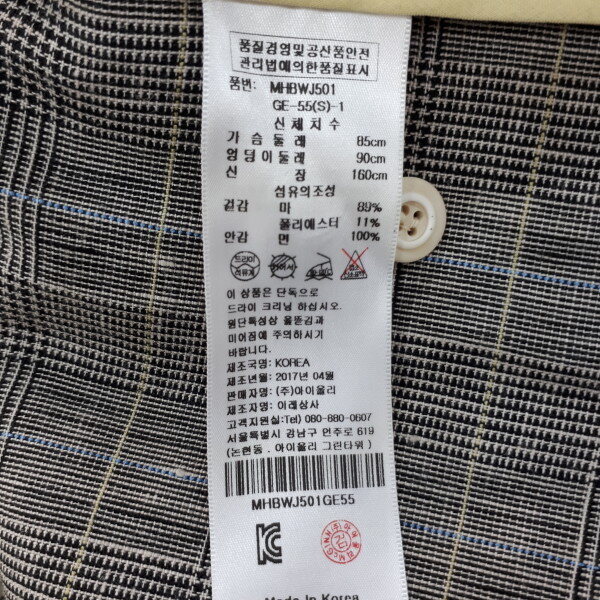 품질경영및공산품안전
관리법에의한품질표시
품번: MHBWJ501
GE-55(S)-1
신체치수
가슴둘레 85cm
엉덩이둘레 90cm
신장 160cm
섬유의조성
겉감 마 89%
폴리에스터 11%
안감 면 100%
드라이
이 상품은 단독으로
드라이 크리닝 하십시오.
원단특성상 올뜯김과
미어짐에 주의하시기
바랍니다.
제조국명: KOREA
제조년월: 2017년 04월
판매자명: (주)아이올리
제조자명: 이레상사
고객지원실:Tel) 080-880-0607
서울특별시 강남구 언주로 619
(논현동 . 아이올리 그린타워 )
MHBWJ501GE55
Made In Korea